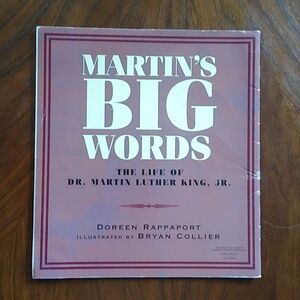 MARTIN'S
BIG
WORDS
THE LIFE OF
DR. MARTIN LUTHER KING, JR.
DOREEN RAPPAPORT
ILLUSTRATED BY BRYAN COLLIER